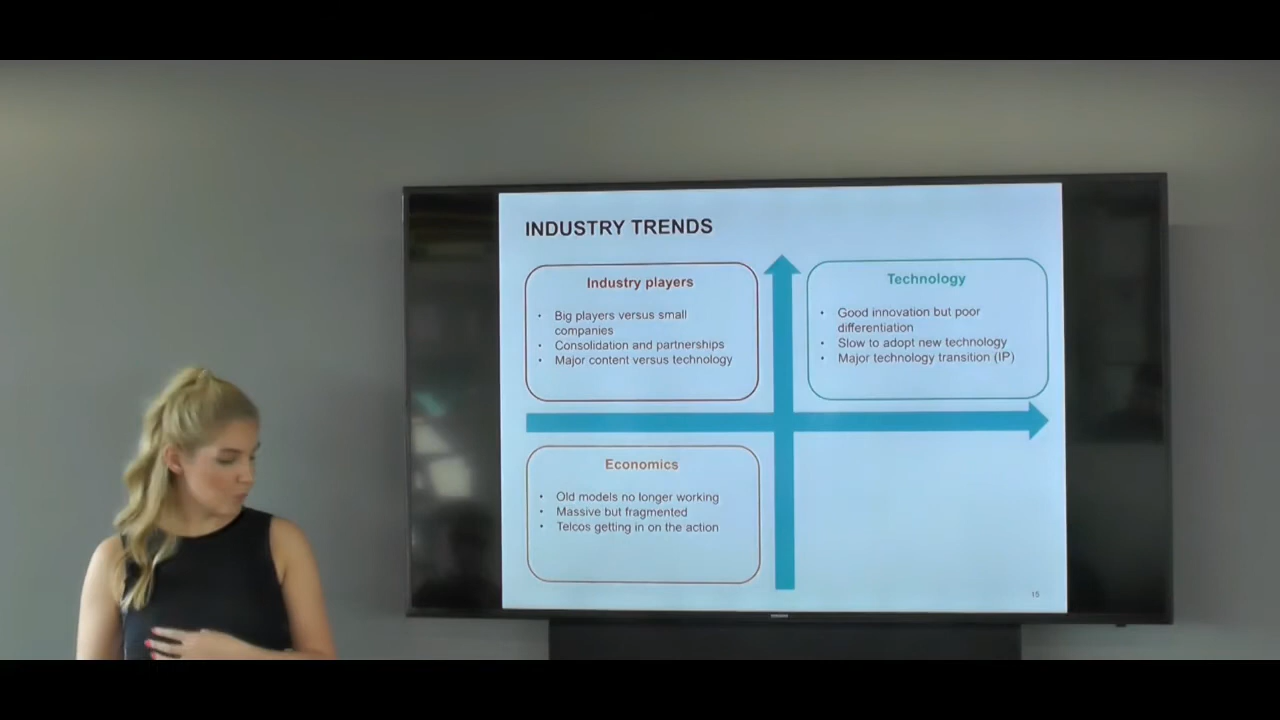 INDUSTRY TRENDS
Industry players
• Big players versus small
companies
• Consolidation and partnerships
• Major content versus technology
Technology
• Good innovation but poor
differentiation
• Slow to adopt new technology
• Major technology transition (IP)
Economics
• Old models no longer working
• Massive but fragmented
• Telcos getting in on the action
15